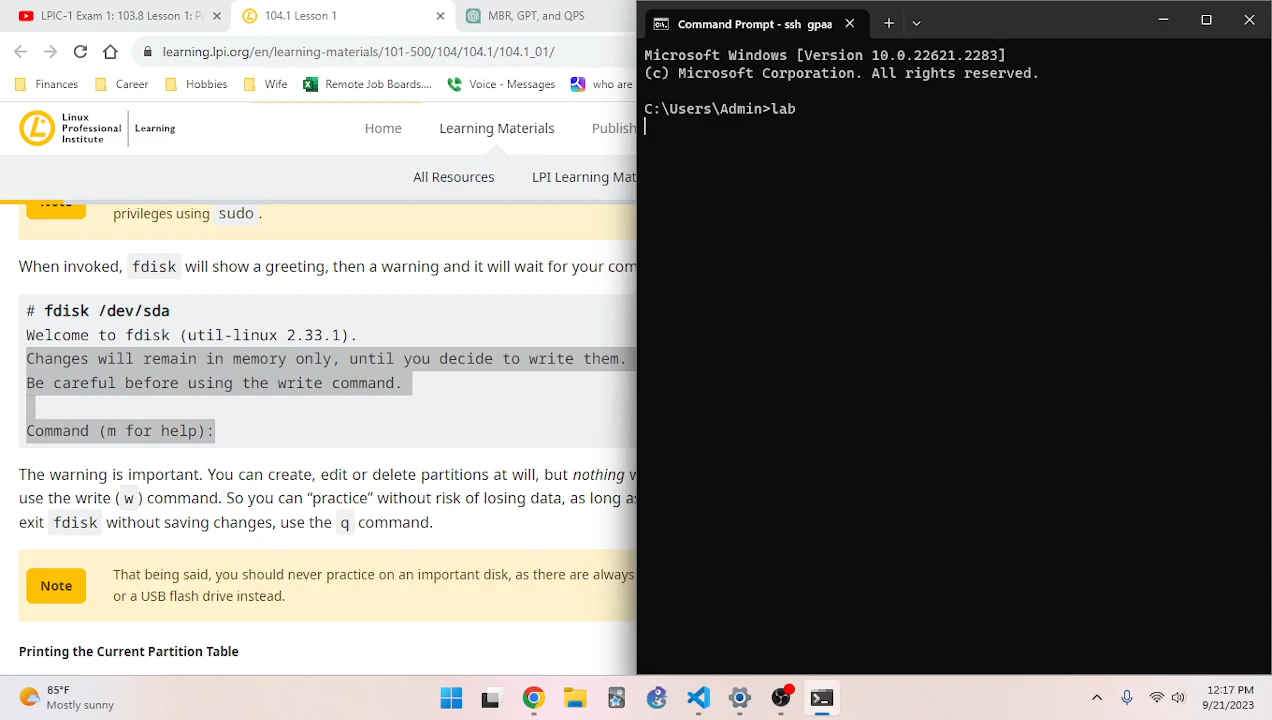 LPIC-1 Exam 1: 103.8 Lesson 1: Pa
104.1 Lesson 1
MBR, GPT, and QPS
learning.lpi.org/en/learning-materials/101-500/104/104.1/104.1_01/
Finances
Career
Hobbies
Wife
Remote Job Boards....
Voice - Messages
who are
Linux
Professional
Institute
Learning
Home
Learning Materials
Publish
All Resources
LPI Learning Mat
Note
privileges using sudo .
When invoked, fdisk will show a greeting, then a warning and it will wait for your com
# fdisk /dev/sda
Welcome to fdisk (util-linux 2.33.1).
Changes will remain in memory only, until you decide to write them.
Be careful before using the write command.
Command (m for help):
The warning is important. You can create, edit or delete partitions at will, but nothing w
use the write (w) command. So you can “practice” without risk of losing data, as long as
exit fdisk without saving changes, use the q command.
Note
That being said, you should never practice on an important disk, as there are always
or a USB flash drive instead.
Printing the Current Partition Table
Command Prompt - ssh gpaa
Microsoft Windows [Version 10.0.22621.2283]
(c) Microsoft Corporation. All rights reserved.
C:\Users\Admin>lab
85°F
Mostly sunny
12:17 PM
9/21/2023